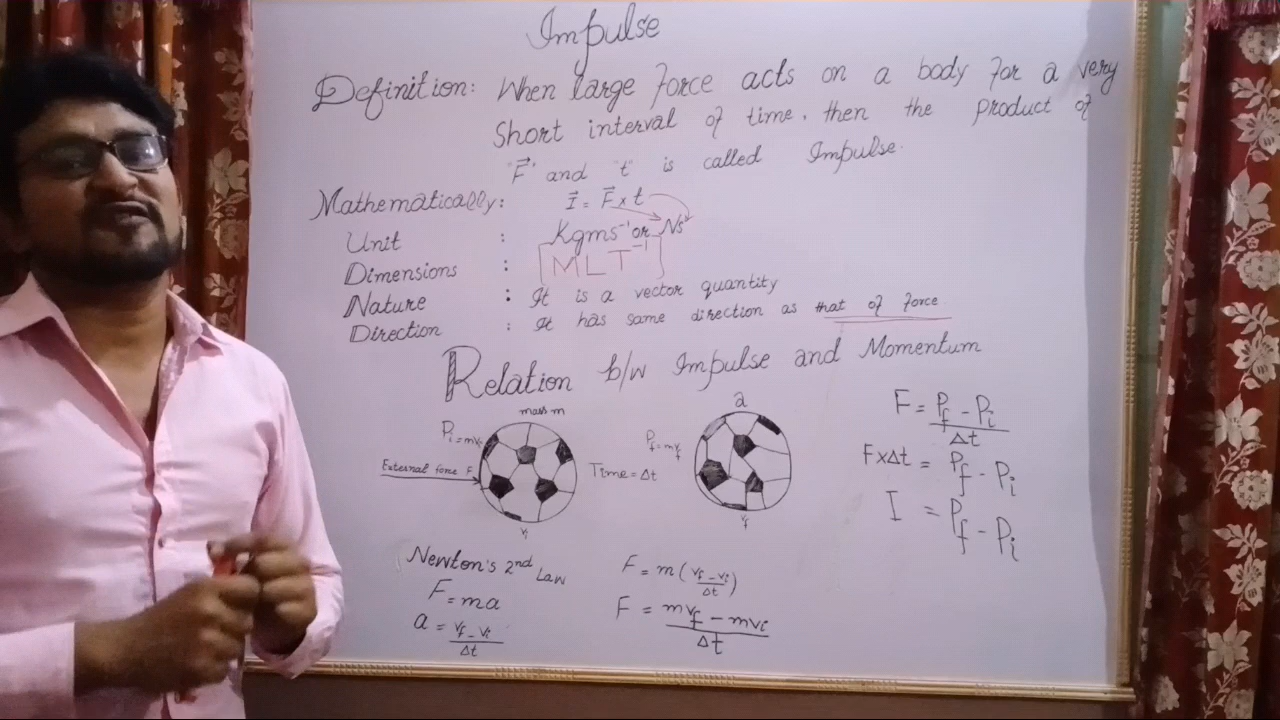 Impulse
Definition: When large force acts on a body for a very
Short interval of time, then the product of
"F⃗" and "t" is called Impulse.
Mathematically: I⃗ = F⃗ x t
Unit : Kgms⁻¹ or Ns
Dimensions : [MLT⁻¹]
Nature : It is a vector quantity
Direction : It has same direction as that of force
Relation b/w Impulse and Momentum
mass m
a
Pi = mvi
External force F
vi
Time = Δt
Pf = mvf
vf
F = Pf - Pi / Δt
FxΔt = Pf - Pi
I = Pf - Pi
Newton's 2nd Law
F = ma
a = vf - vi / Δt
F = m (vf - vi / Δt)
F = mvf - mvi / Δt